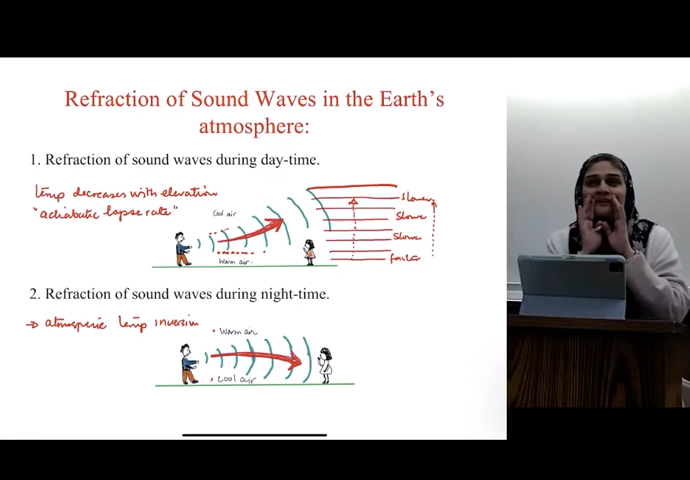 Refraction of Sound Waves in the Earth's
atmosphere:
1. Refraction of sound waves during day-time.
temp decreases with elevation
"adiabatic lapse rate"
cool air
warm air
slower
slower
slower
faster
2. Refraction of sound waves during night-time.
→ atmospheric temp inversion
• warm air
• cool air